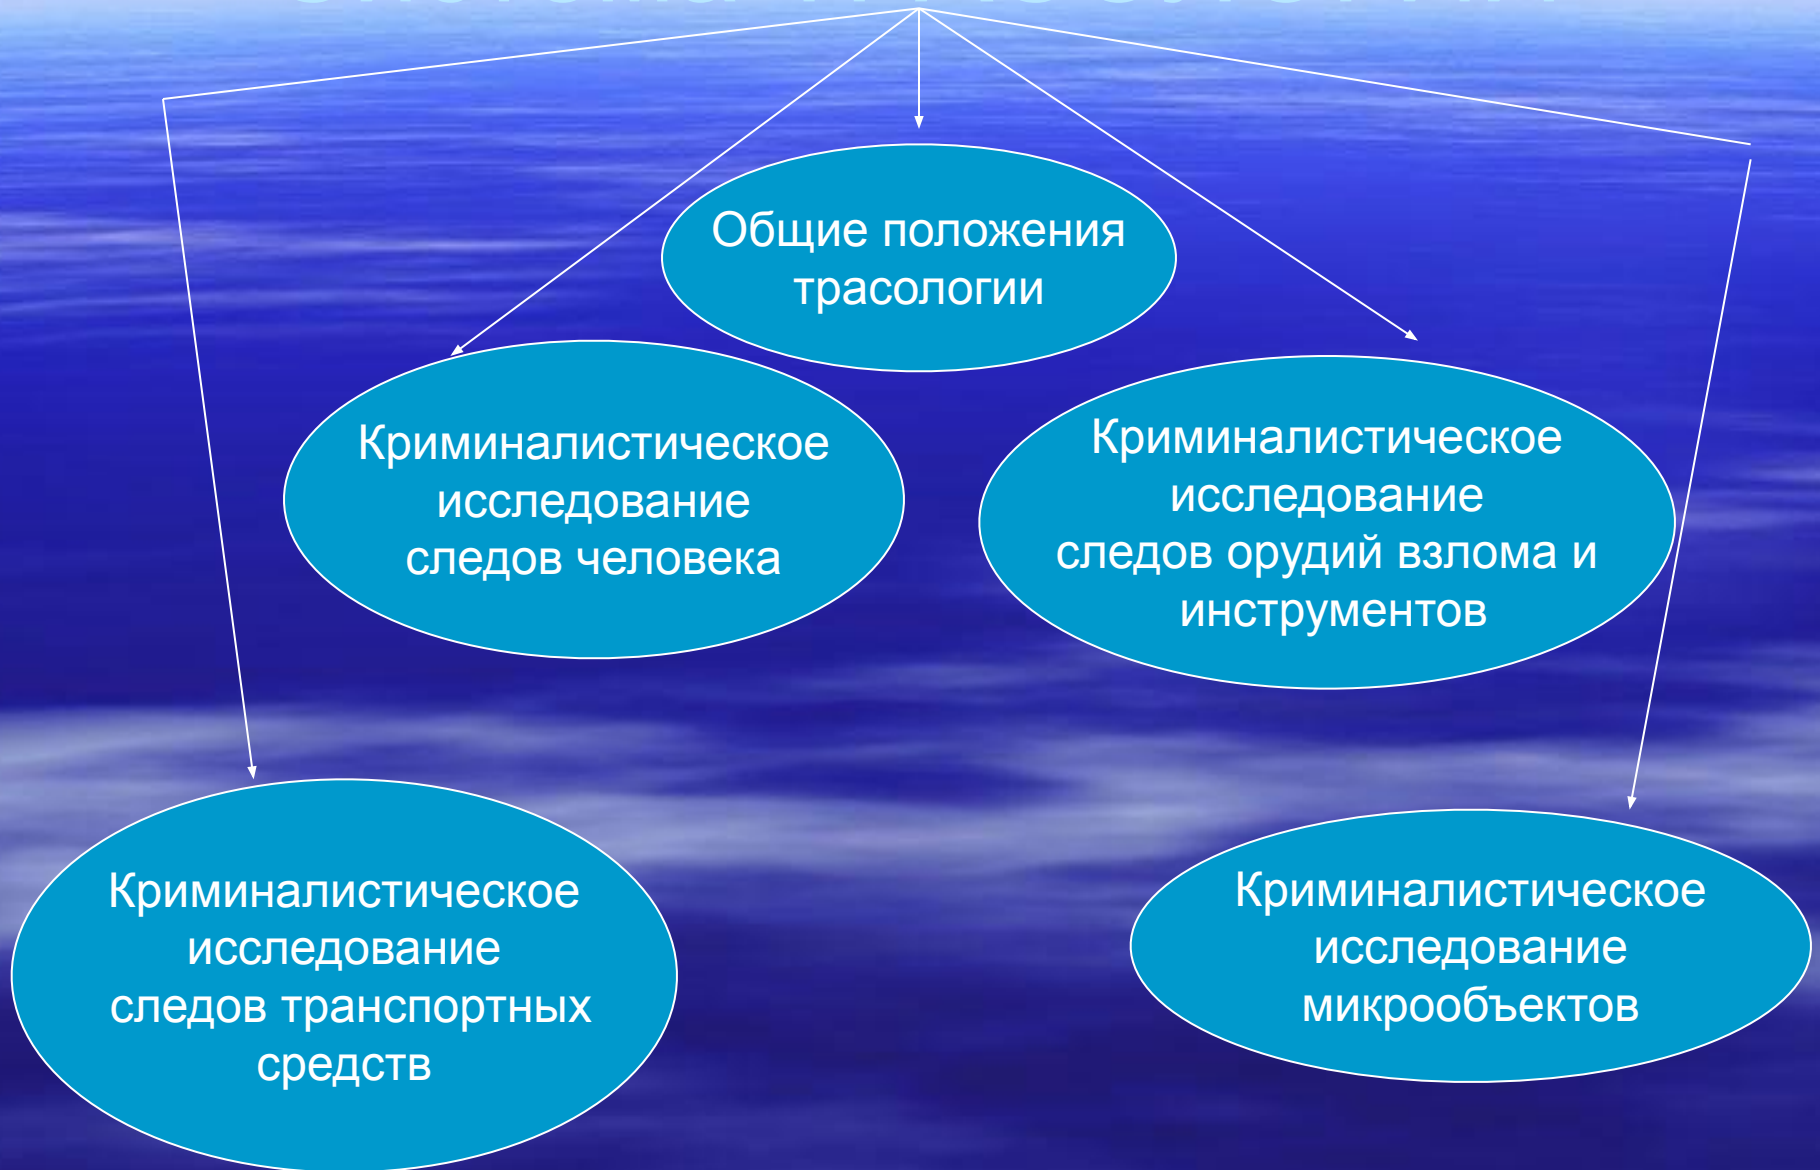 Общие положения
трасологии
Криминалистическое
исследование
следов человека
Криминалистическое
исследование
следов орудий взлома и
инструментов
Криминалистическое
исследование
следов транспортных
средств
Криминалистическое
исследование
микрообъектов